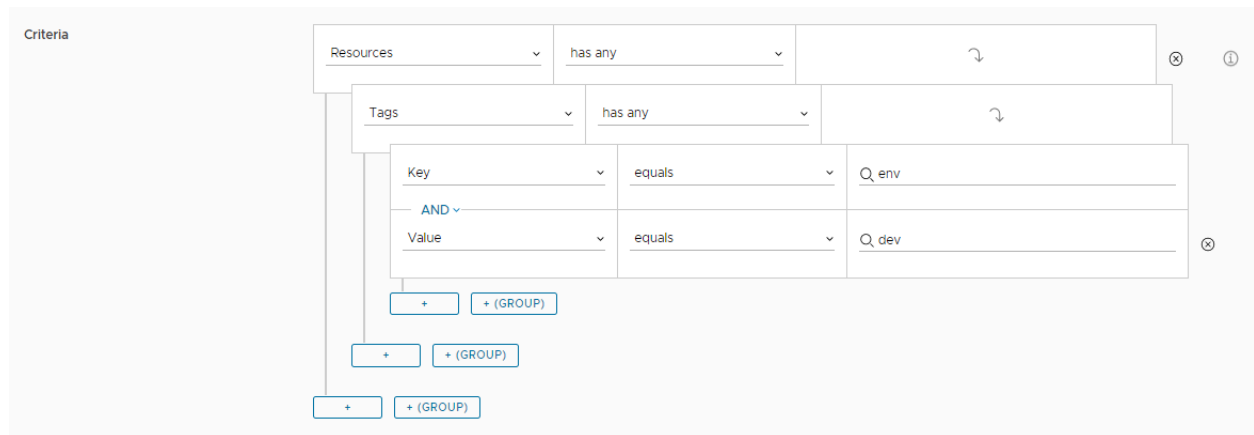 Criteria
Resources has any
Tags has any
Key equals env
AND
Value equals dev
+ + (GROUP)
+ + (GROUP)
+ + (GROUP)